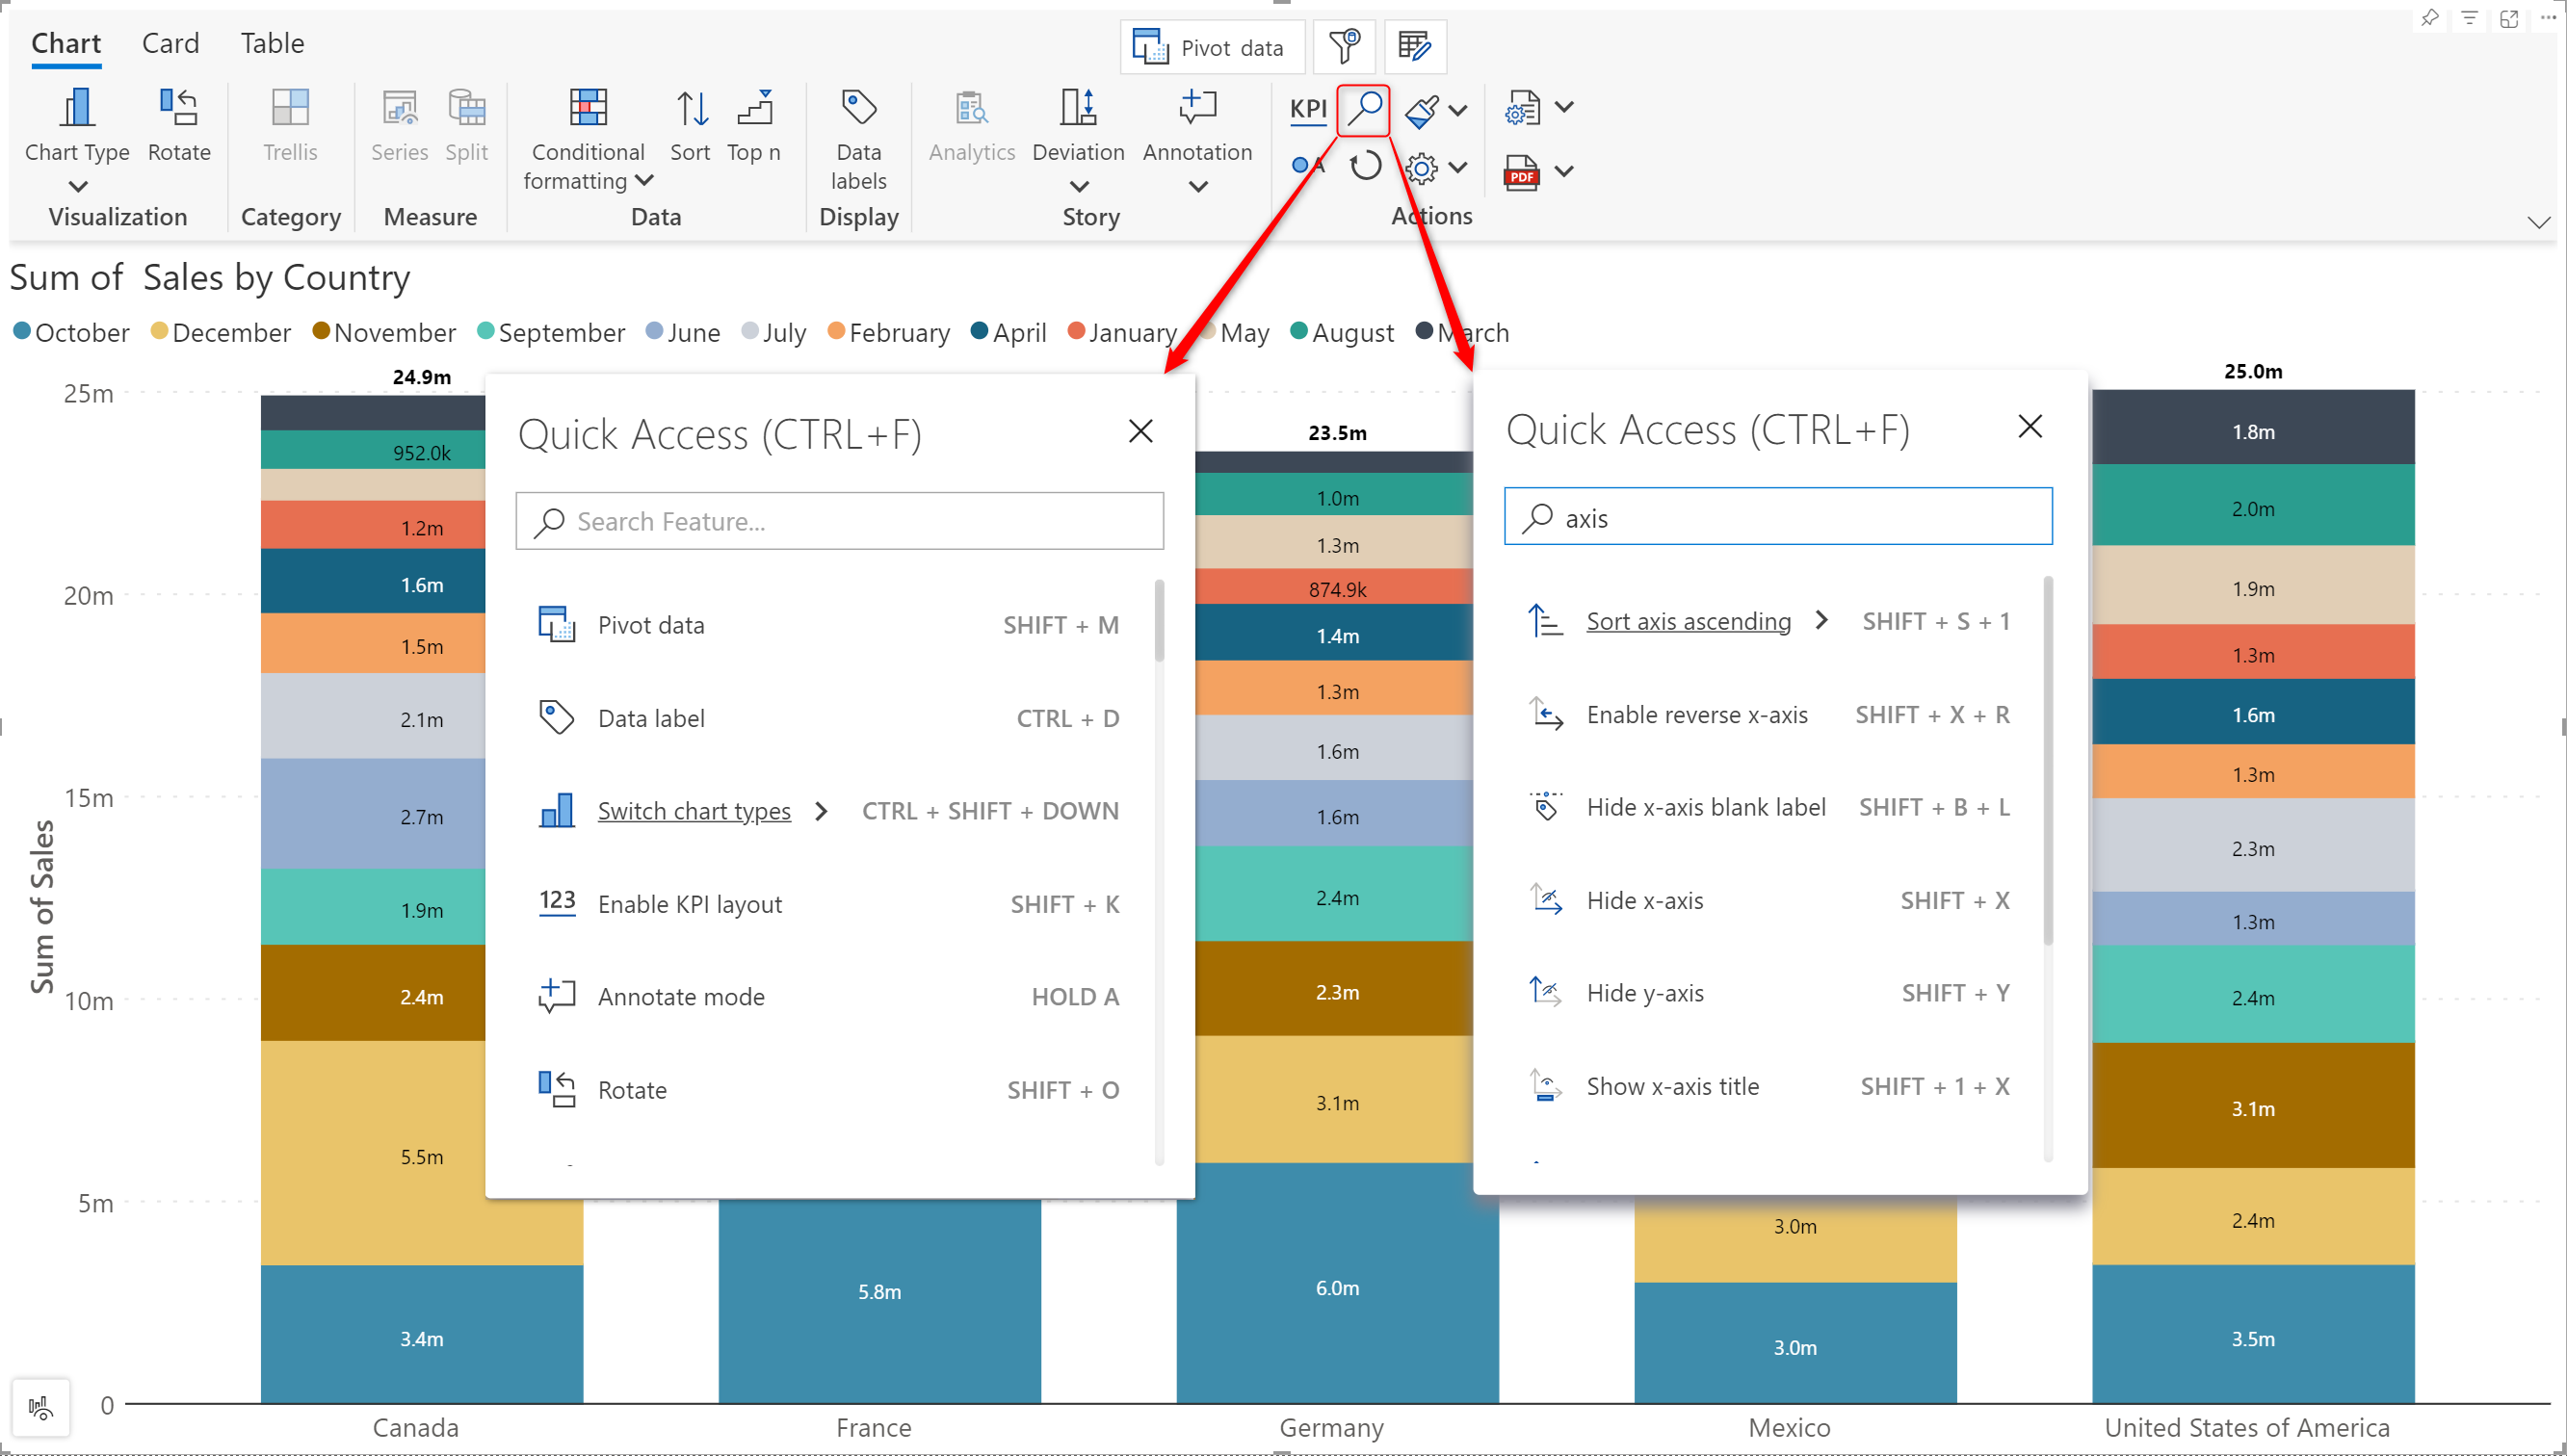 Chart Card Table
Pivot data
Chart Type Rotate Trellis Series Split Conditional formatting Sort Top n Data labels Analytics Deviation Annotation KPI
A
PDF
Visualization Category Measure Data Display Story Actions
Sum of  Sales by Country
October December November September June July February April January May August March
Sum of Sales
25m
20m
15m
10m
5m
0
24.9m
952.0k
1.2m
1.6m
1.5m
2.1m
2.7m
1.9m
2.4m
5.5m
3.4m
Quick Access (CTRL+F)
Search Feature...
Pivot data SHIFT + M
Data label CTRL + D
Switch chart types CTRL + SHIFT + DOWN
123 Enable KPI layout SHIFT + K
Annotate mode HOLD A
Rotate SHIFT + O
5.8m
23.5m
1.0m
1.3m
874.9k
1.4m
1.3m
1.6m
1.6m
2.4m
2.3m
3.1m
6.0m
Quick Access (CTRL+F)
axis
Sort axis ascending SHIFT + S + 1
Enable reverse x-axis SHIFT + X + R
Hide x-axis blank label SHIFT + B + L
Hide x-axis SHIFT + X
Hide y-axis SHIFT + Y
Show x-axis title SHIFT + 1 + X
3.0m
3.0m
25.0m
1.8m
2.0m
1.9m
1.3m
1.6m
1.3m
2.3m
1.3m
2.4m
3.1m
2.4m
3.5m
Canada France Germany Mexico United States of America